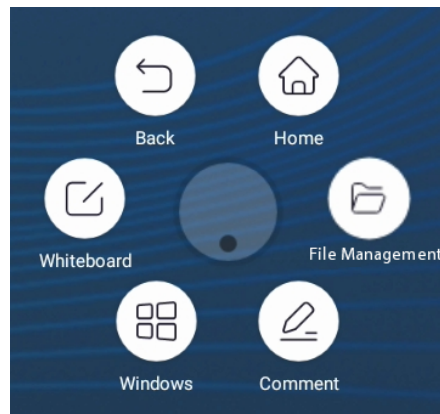 Back
Home
Whiteboard
File Management
Windows
Comment